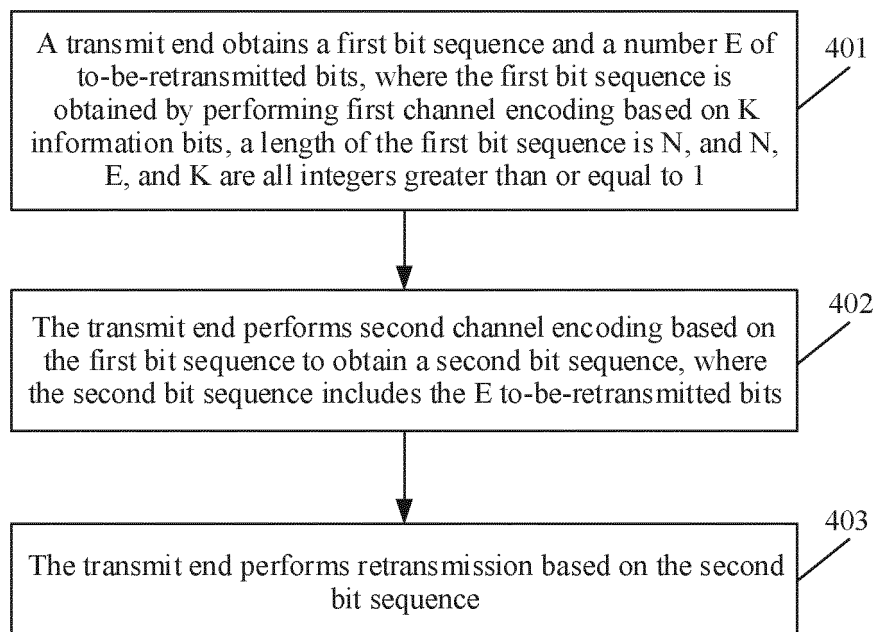 A transmit end obtains a first bit sequence and a number E of
to-be-retransmitted bits, where the first bit sequence is
obtained by performing first channel encoding based on K
information bits, a length of the first bit sequence is N, and N,
E, and K are all integers greater than or equal to 1
401
The transmit end performs second channel encoding based on
the first bit sequence to obtain a second bit sequence, where
the second bit sequence includes the E to-be-retransmitted bits
402
The transmit end performs retransmission based on the second
bit sequence
403